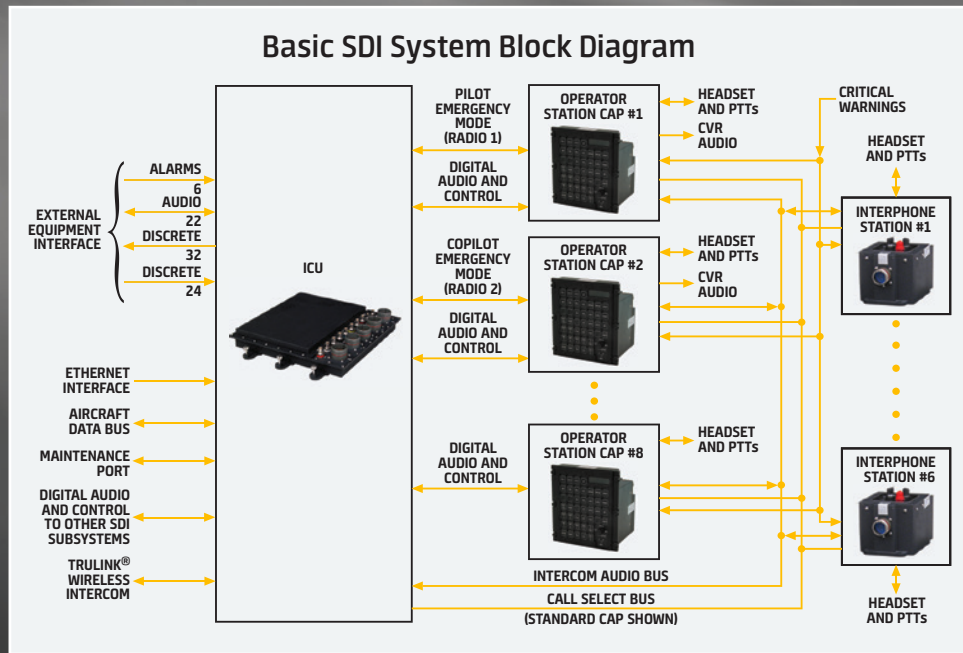 Basic SDI System Block Diagram
EXTERNAL
EQUIPMENT
INTERFACE
ALARMS
6
AUDIO
22
DISCRETE
32
DISCRETE
24
ETHERNET
INTERFACE
AIRCRAFT
DATA BUS
MAINTENANCE
PORT
DIGITAL AUDIO
AND CONTROL
TO OTHER SDI
SUBSYSTEMS
TRULINK®
WIRELESS
INTERCOM
ICU
PILOT
EMERGENCY
MODE
(RADIO 1)
DIGITAL
AUDIO AND
CONTROL
COPILOT
EMERGENCY
MODE
(RADIO 2)
DIGITAL
AUDIO AND
CONTROL
DIGITAL
AUDIO AND
CONTROL
OPERATOR
STATION CAP #1
HEADSET
AND PTTs
CVR
AUDIO
OPERATOR
STATION CAP #2
HEADSET
AND PTTs
CVR
AUDIO
OPERATOR
STATION CAP #8
HEADSET
AND PTTs
INTERCOM AUDIO BUS
CALL SELECT BUS
(STANDARD CAP SHOWN)
CRITICAL
WARNINGS
HEADSET
AND PTTs
INTERPHONE
STATION #1
INTERPHONE
STATION #6
HEADSET
AND PTTs